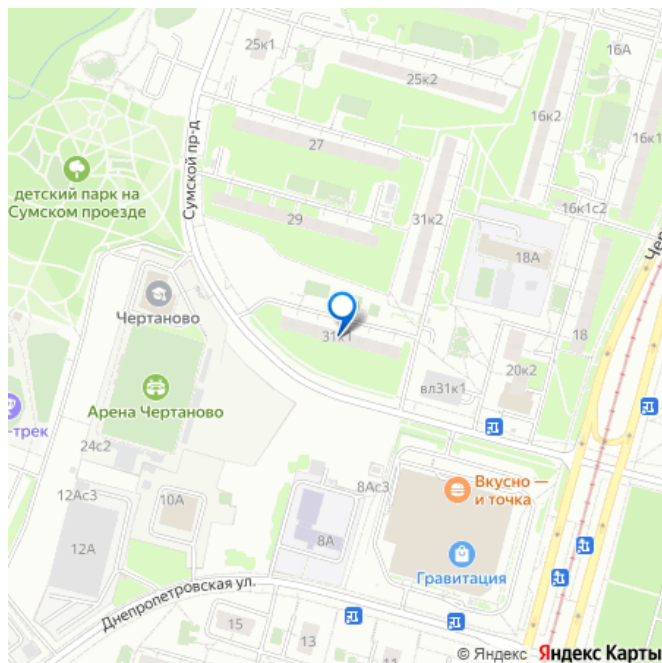 25к1
16А
25к2
16к2
27
Сумской пр-д
16к1
детский парк на
Сумском проезде
16к1с2
29
31к2
18А
Чертаново
31к1
18
20к2
вл31к1
Арена Чертаново
-трек
24с2
Вкусно —
и точка
8Ас3
12Ас3
10А
8А
12А
Гравитация
Днепропетровская ул.
15
13
11
© Яндекс Яндекс Карты